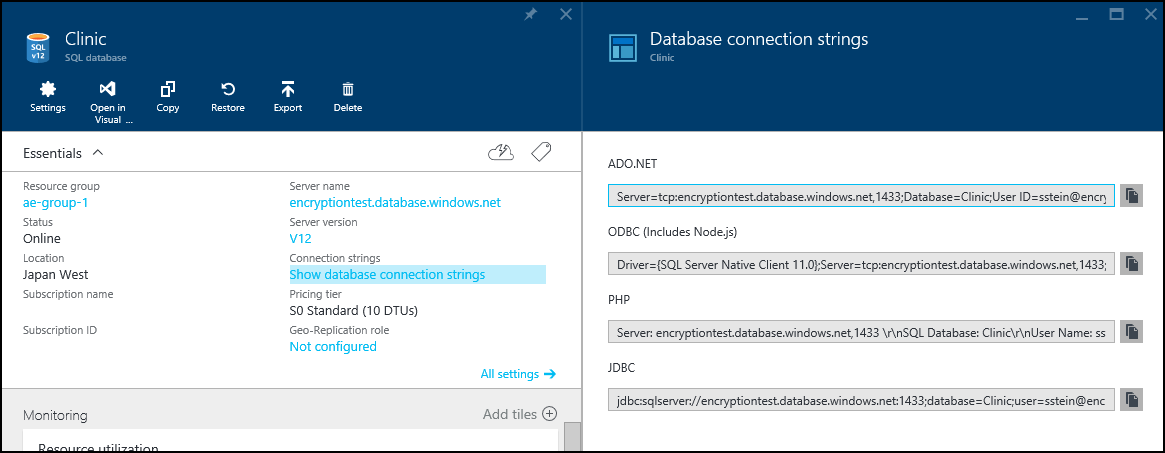 Clinic
SQL database
SQL
v12
Settings
Open in
Visual ...
Copy
Restore
Export
Delete
Essentials
Resource group
ae-group-1
Status
Online
Location
Japan West
Subscription name
Subscription ID
Server name
encryptiontest.database.windows.net
Server version
V12
Connection strings
Show database connection strings
Pricing tier
S0 Standard (10 DTUs)
Geo-Replication role
Not configured
All settings
Monitoring
Add tiles
Resource utilization
Database connection strings
Clinic
ADO.NET
Server=tcp:encryptiontest.database.windows.net,1433;Database=Clinic;User ID=sstein@encry
ODBC (Includes Node.js)
Driver={SQL Server Native Client 11.0};Server=tcp:encryptiontest.database.windows.net,1433;
PHP
Server: encryptiontest.database.windows.net,1433 \r\nSQL Database: Clinic\r\nUser Name: ss
JDBC
jdbc:sqlserver://encryptiontest.database.windows.net:1433;database=Clinic;user=sstein@enc